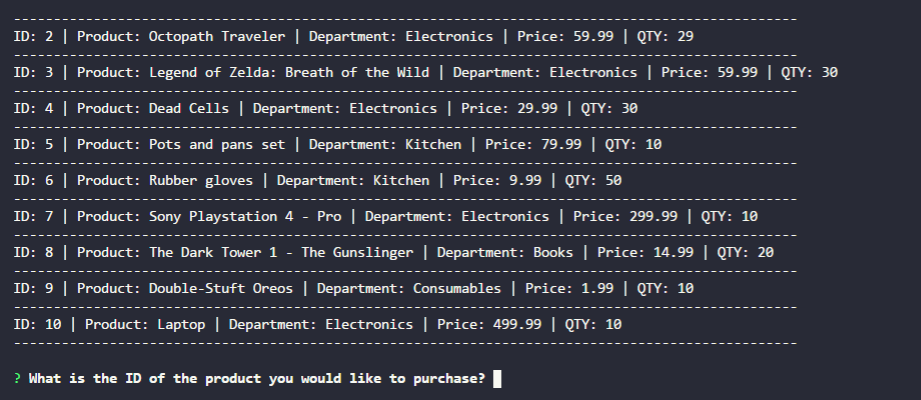 --------------------------------------------------------------------------------------------------
ID: 2 | Product: Octopath Traveler | Department: Electronics | Price: 59.99 | QTY: 29
--------------------------------------------------------------------------------------------------
ID: 3 | Product: Legend of Zelda: Breath of the Wild | Department: Electronics | Price: 59.99 | QTY: 30
--------------------------------------------------------------------------------------------------
ID: 4 | Product: Dead Cells | Department: Electronics | Price: 29.99 | QTY: 30
--------------------------------------------------------------------------------------------------
ID: 5 | Product: Pots and pans set | Department: Kitchen | Price: 79.99 | QTY: 10
--------------------------------------------------------------------------------------------------
ID: 6 | Product: Rubber gloves | Department: Kitchen | Price: 9.99 | QTY: 50
--------------------------------------------------------------------------------------------------
ID: 7 | Product: Sony Playstation 4 - Pro | Department: Electronics | Price: 299.99 | QTY: 10
--------------------------------------------------------------------------------------------------
ID: 8 | Product: The Dark Tower 1 - The Gunslinger | Department: Books | Price: 14.99 | QTY: 20
--------------------------------------------------------------------------------------------------
ID: 9 | Product: Double-Stuft Oreos | Department: Consumables | Price: 1.99 | QTY: 10
--------------------------------------------------------------------------------------------------
ID: 10 | Product: Laptop | Department: Electronics | Price: 499.99 | QTY: 10
--------------------------------------------------------------------------------------------------
? What is the ID of the product you would like to purchase?